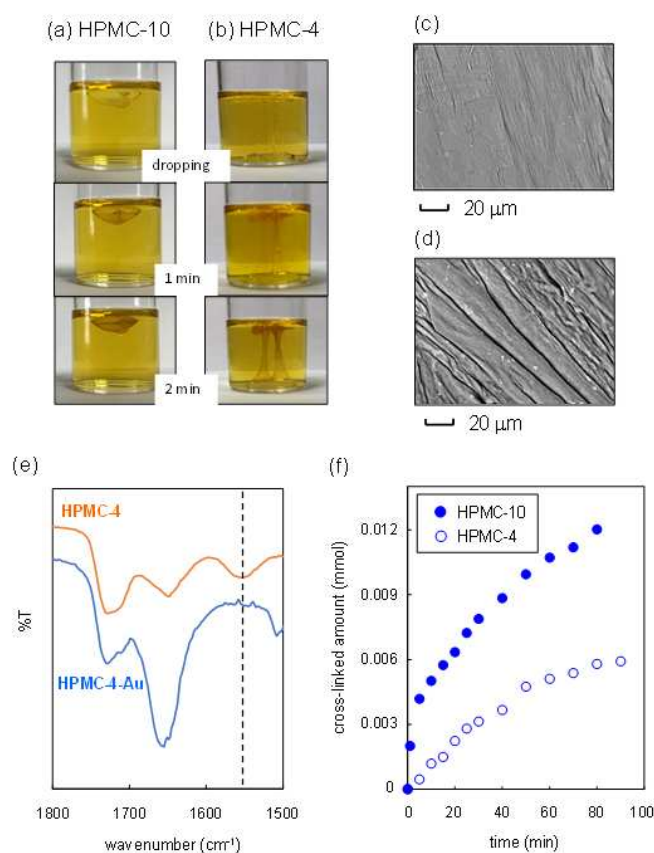 (a) HPMC-10
(b) HPMC-4
dropping
1 min
2 min
(c)
20 μm
(d)
20 μm
(e)
HPMC-4
HPMC-4-Au
%T
1800
1700
1600
1500
wavenumber (cm⁻¹)
(f)
HPMC-10
HPMC-4
cross-linked amount (mmol)
0.012
0.009
0.006
0.003
0
0
20
40
60
80
time (min)